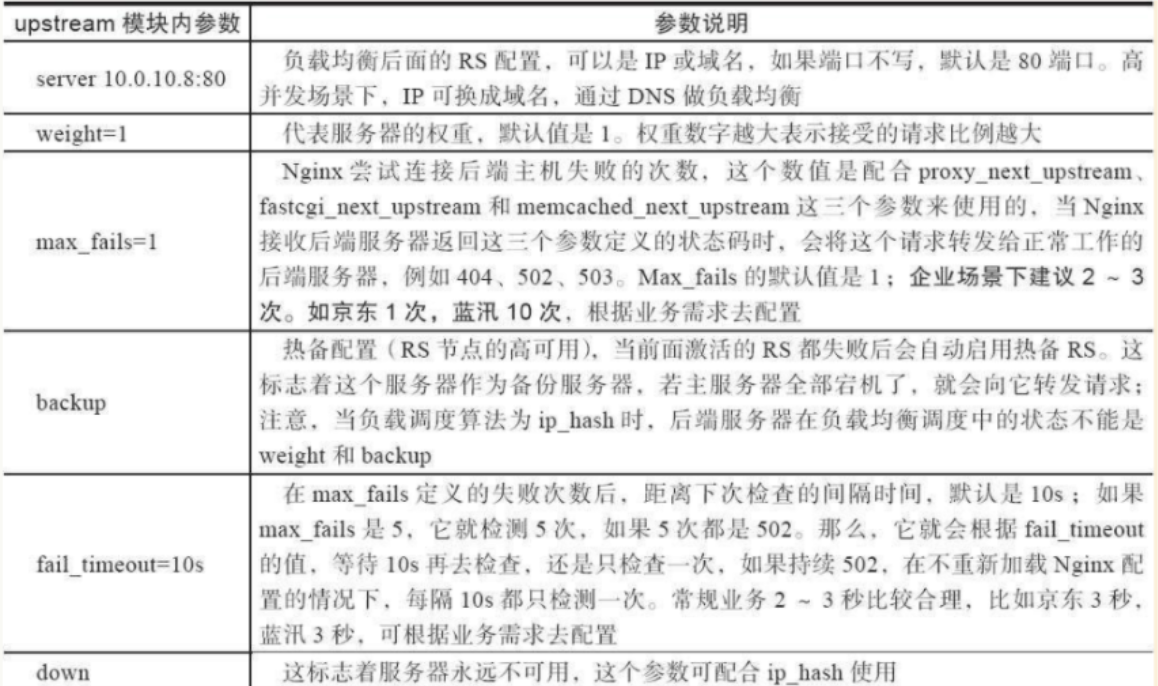 upstream 模块内参数 参数说明
server 10.0.10.8:80
负载均衡后面的 RS 配置，可以是 IP 或域名，如果端口不写，默认是 80 端口。高
并发场景下，IP 可换成域名，通过 DNS 做负载均衡
weight=1 代表服务器的权重，默认值是 1。权重数字越大表示接受的请求比例越大
max_fails=1
Nginx 尝试连接后端主机失败的次数，这个数值是配合 proxy_next_upstream、
fastcgi_next_upstream 和 memcached_next_upstream 这三个参数来使用的，当 Nginx
接收后端服务器返回这三个参数定义的状态码时，会将这个请求转发给正常工作的
后端服务器，例如 404、502、503。Max_fails 的默认值是 1；企业场景下建议 2 ~ 3
次。如京东 1 次，蓝汛 10 次，根据业务需求去配置
backup
热备配置（RS 节点的高可用），当前面激活的 RS 都失败后会自动启用热备 RS。这
标志着这个服务器作为备份服务器，若主服务器全部宕机了，就会向它转发请求；
注意，当负载调度算法为 ip_hash 时，后端服务器在负载均衡调度中的状态不能是
weight 和 backup
fail_timeout=10s
在 max_fails 定义的失败次数后，距离下次检查的间隔时间，默认是 10s；如果
max_fails 是 5，它就检测 5 次，如果 5 次都是 502。那么，它就会根据 fail_timeout
的值，等待 10s 再去检查，还是只检查一次，如果持续 502，在不重新加载 Nginx 配
置的情况下，每隔 10s 都只检测一次。常规业务 2 ~ 3 秒比较合理，比如京东 3 秒，
蓝汛 3 秒，可根据业务需求去配置
down 这标志着服务器永远不可用，这个参数可配合 ip_hash 使用